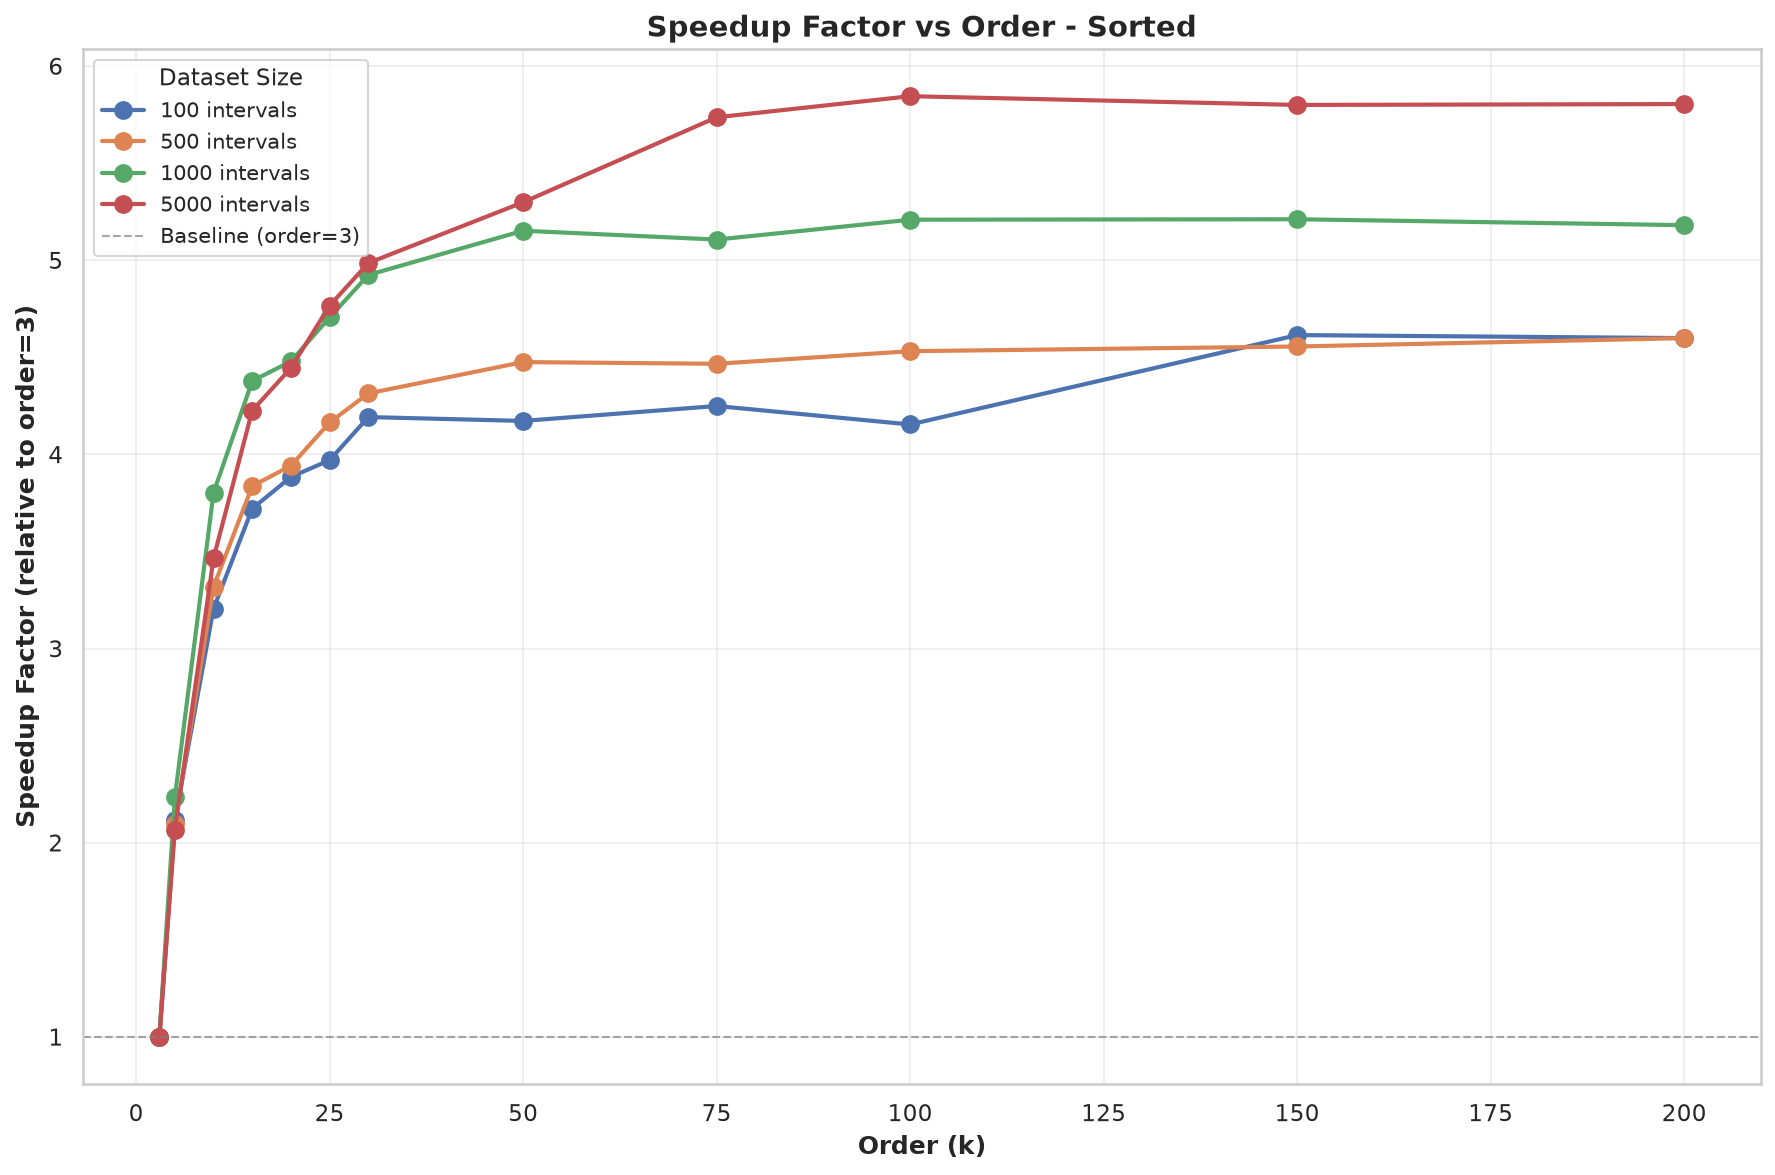 Speedup Factor vs Order - Sorted
Dataset Size
100 intervals
500 intervals
1000 intervals
5000 intervals
Baseline (order=3)
Speedup Factor (relative to order=3)
6
5
4
3
2
1
0 25 50 75 100 125 150 175 200
Order (k)